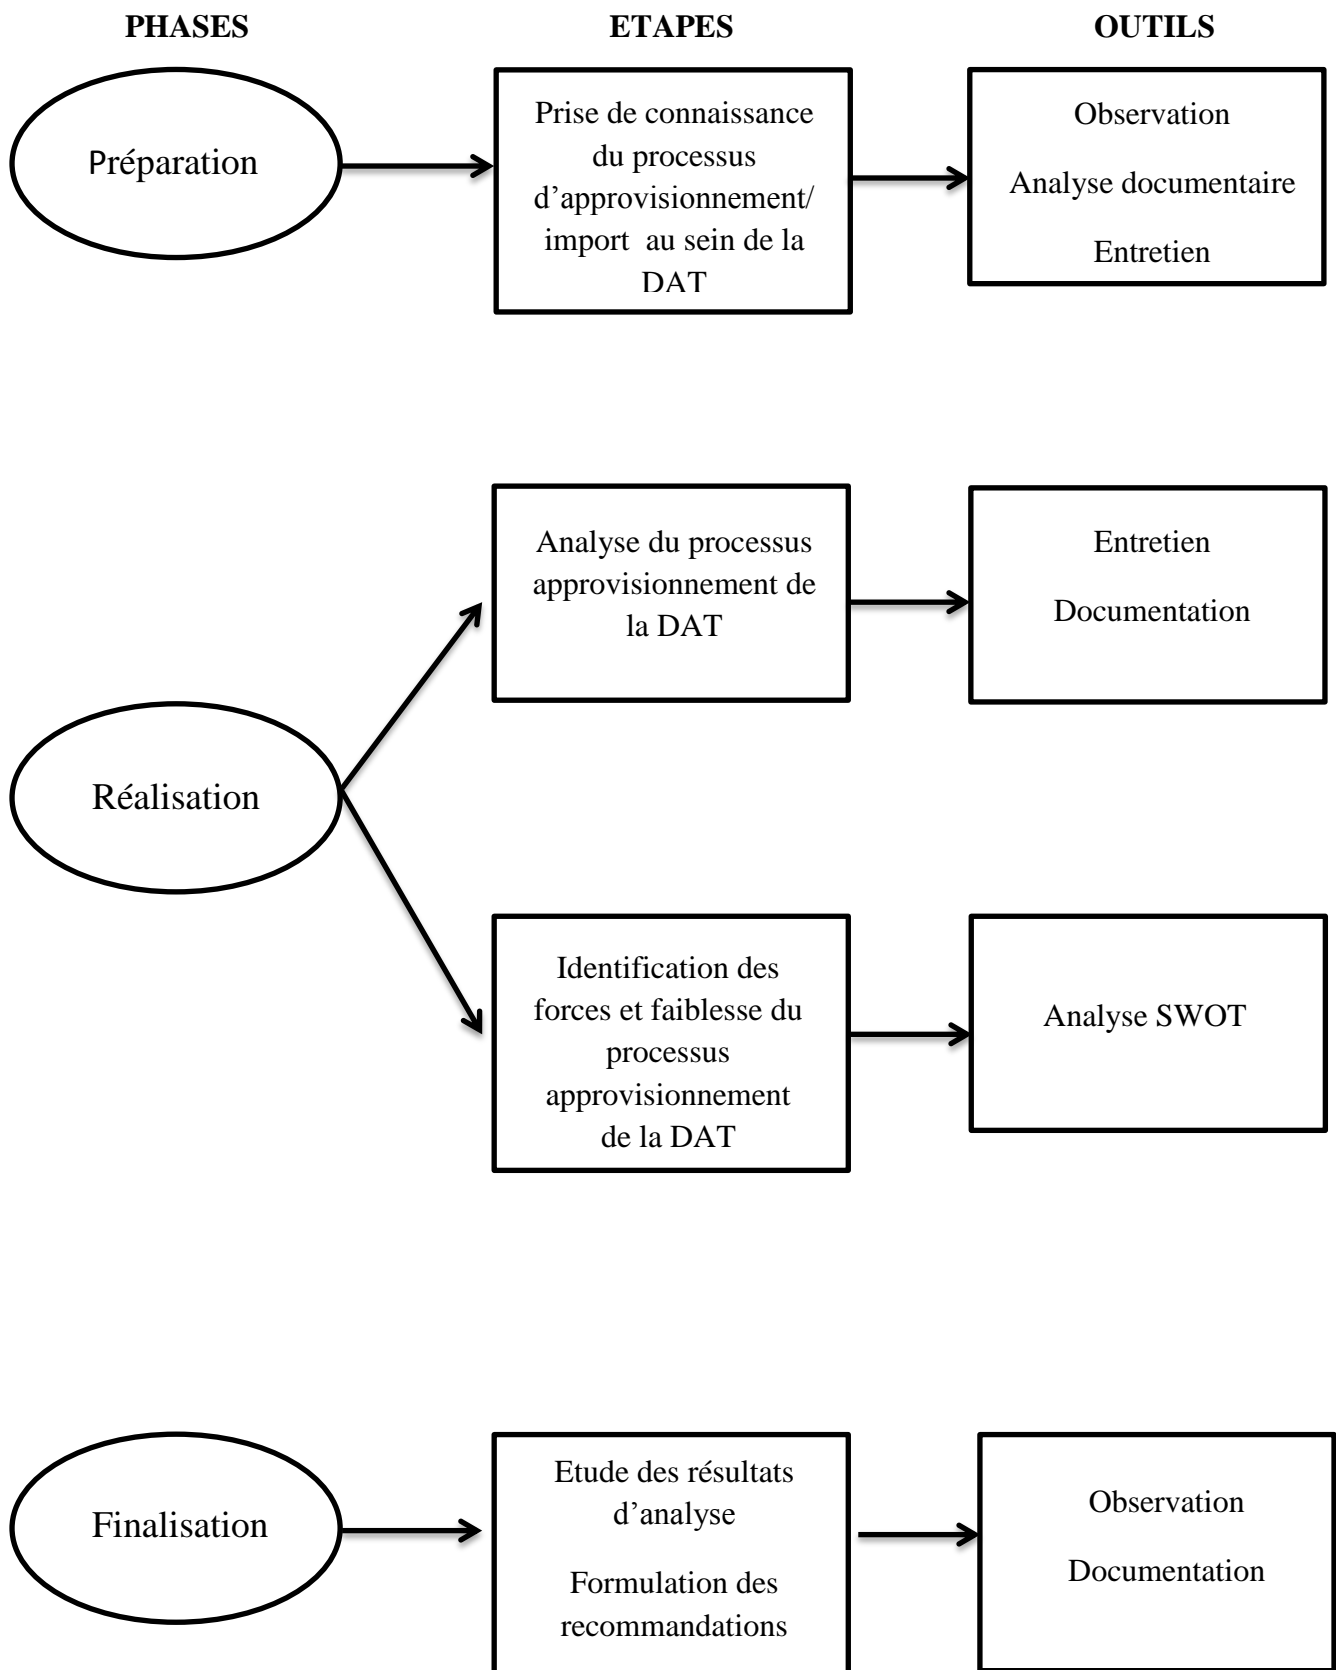 PHASES
ETAPES
OUTILS
Préparation
Prise de connaissance
du processus
d’approvisionnement/
import au sein de la
DAT
Observation
Analyse documentaire
Entretien
Réalisation
Analyse du processus
approvisionnement de
la DAT
Entretien
Documentation
Identification des
forces et faiblesse du
processus
approvisionnement
de la DAT
Analyse SWOT
Finalisation
Etude des résultats
d’analyse
Formulation des
recommandations
Observation
Documentation